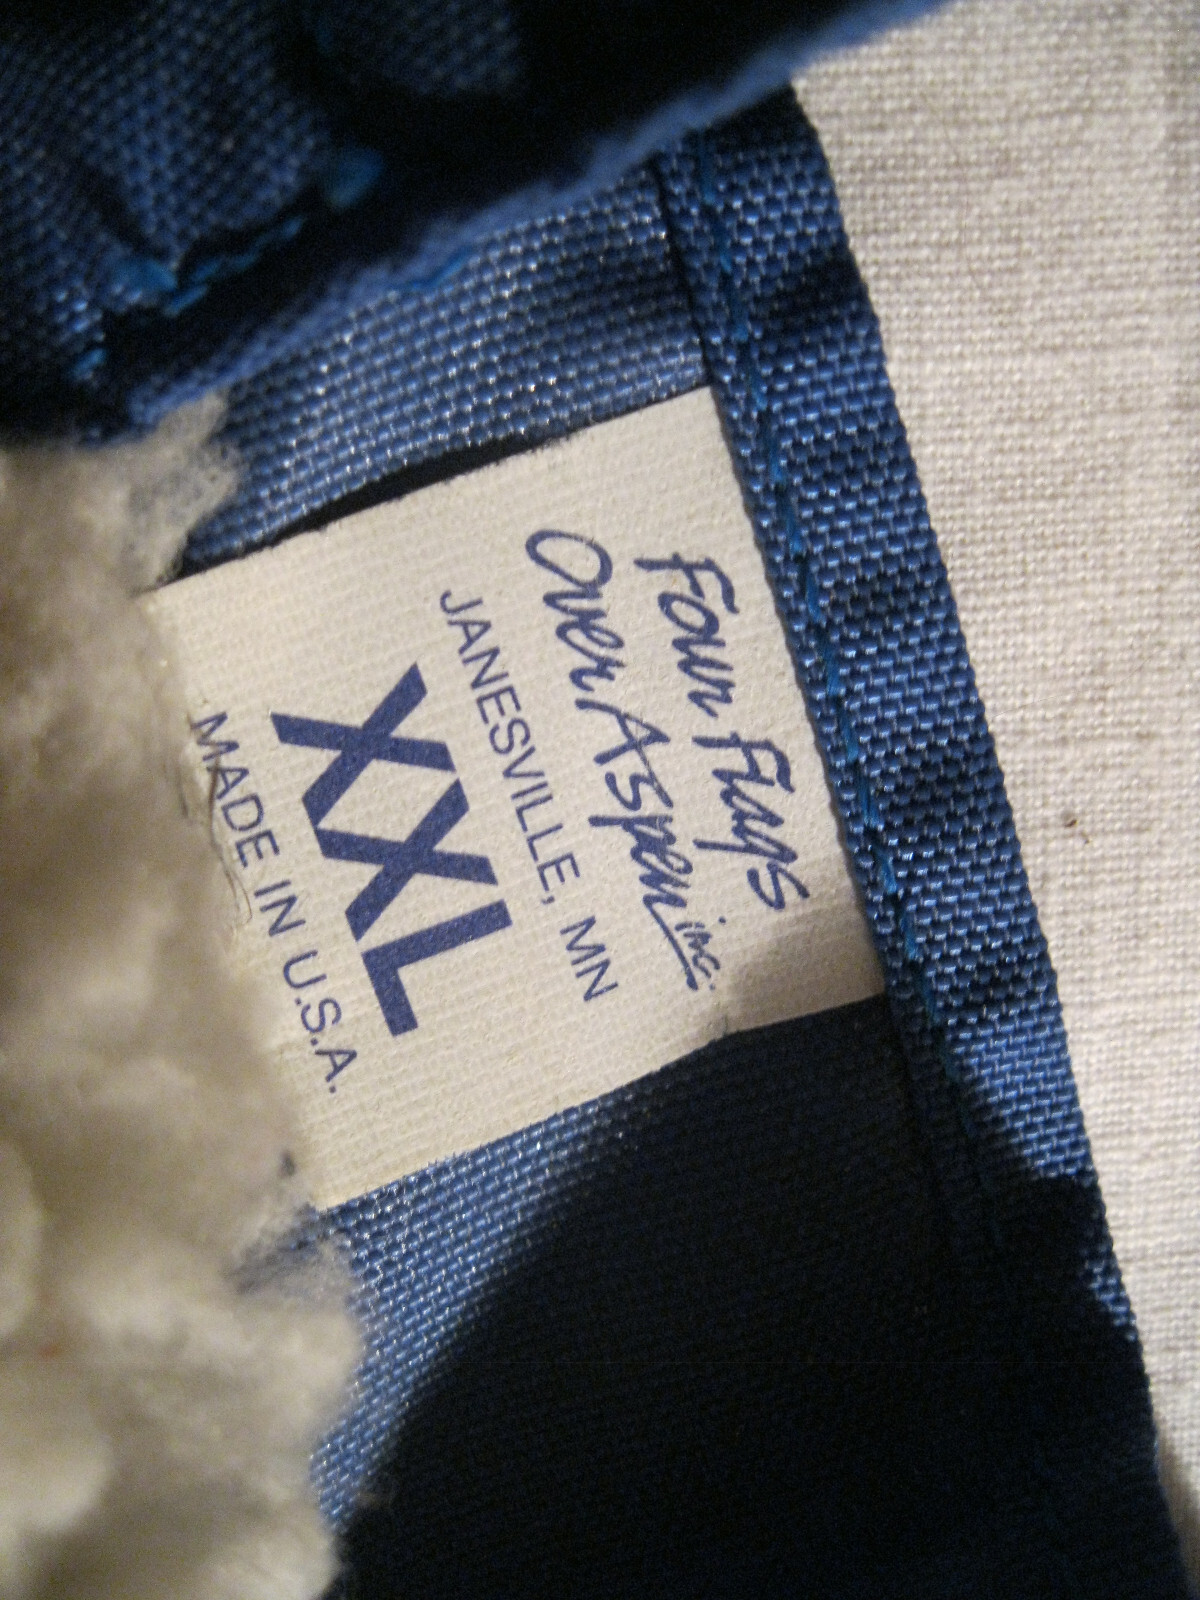 Four Flags
Over Aspen inc.
JANESVILLE, MN
XXL
MADE IN U.S.A.